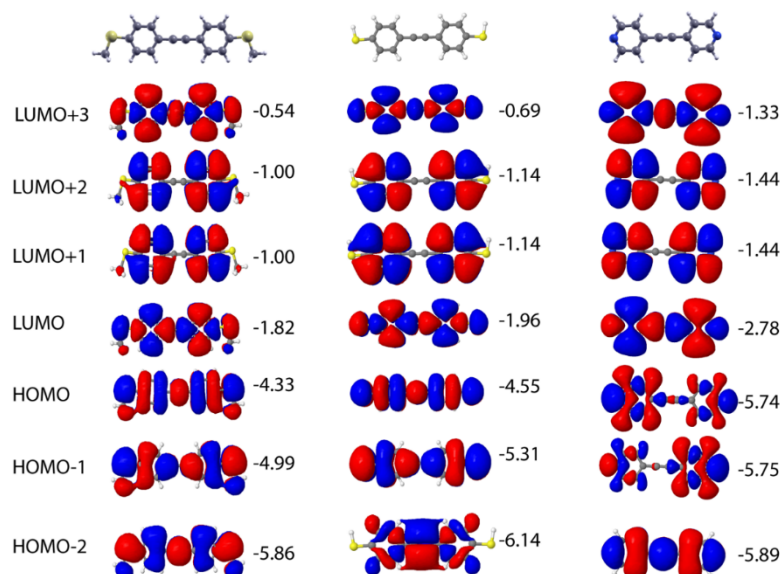 LUMO+3 -0.54 -0.69 -1.33
LUMO+2 -1.00 -1.14 -1.44
LUMO+1 -1.00 -1.14 -1.44
LUMO -1.82 -1.96 -2.78
HOMO -4.33 -4.55 -5.74
HOMO-1 -4.99 -5.31 -5.75
HOMO-2 -5.86 -6.14 -5.89